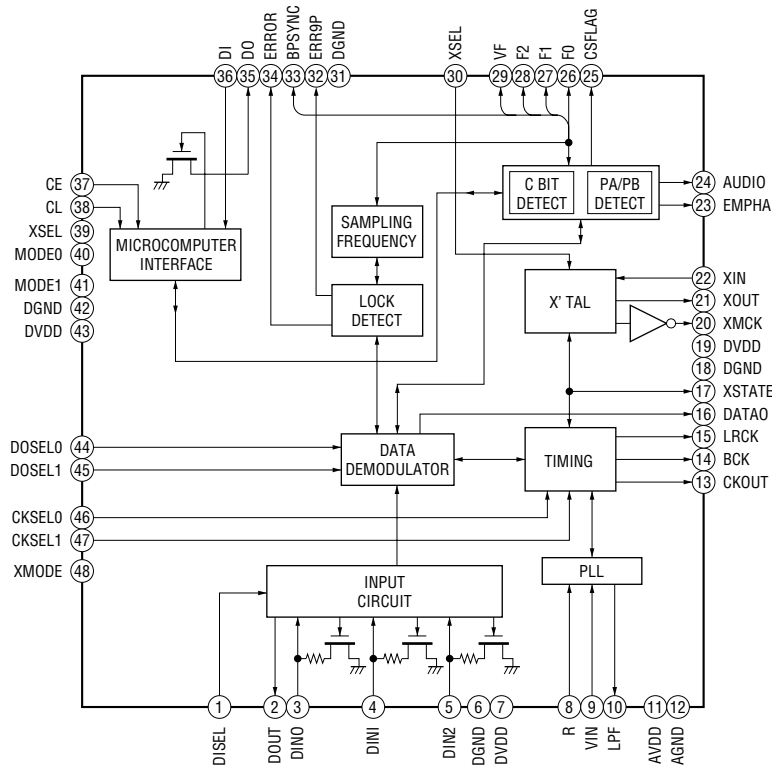 DI
DO
ERROR
BPSYNC
ERR9P
DGND
XSEL
VF
F2
F1
F0
CSFLAG
36
35
34
33
32
31
30
29
28
27
26
25
CE 37
CL 38
XSEL 39
MODE0 40
MODE1 41
DGND 42
DVDD 43
DOSEL0 44
DOSEL1 45
CKSEL0 46
CKSEL1 47
XMODE 48
MICROCOMPUTER
INTERFACE
SAMPLING
FREQUENCY
LOCK
DETECT
C BIT
DETECT
PA/PB
DETECT
X' TAL
DATA
DEMODULATOR
TIMING
INPUT
CIRCUIT
PLL
24 AUDIO
23 EMPHA
22 XIN
21 XOUT
20 XMCK
19 DVDD
18 DGND
17 XSTATE
16 DATAO
15 LRCK
14 BCK
13 CKOUT
1
2
3
4
5
6
7
8
9
10
11
12
DISEL
DOUT
DINO
DINI
DIN2
DGND
DVDD
R
VIN
LPF
AVDD
AGND